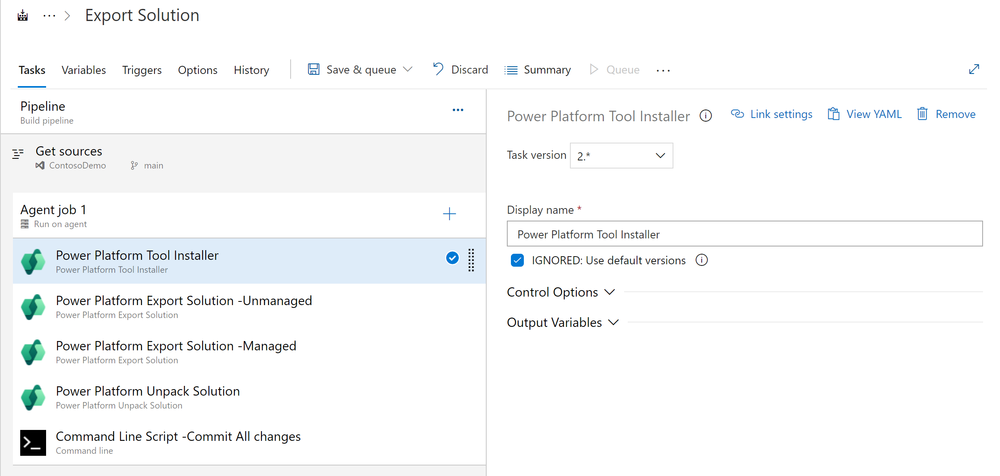 Export Solution
Tasks Variables Triggers Options History Save & queue Discard Summary Queue
Pipeline
Build pipeline
Get sources
ContosoDemo main
Agent job 1
Run on agent
Power Platform Tool Installer
Power Platform Tool Installer
Power Platform Export Solution -Unmanaged
Power Platform Export Solution
Power Platform Export Solution -Managed
Power Platform Export Solution
Power Platform Unpack Solution
Power Platform Unpack Solution
Command Line Script -Commit All changes
Command line
Power Platform Tool Installer Link settings View YAML Remove
Task version 2.*
Display name *
Power Platform Tool Installer
IGNORED: Use default versions
Control Options
Output Variables